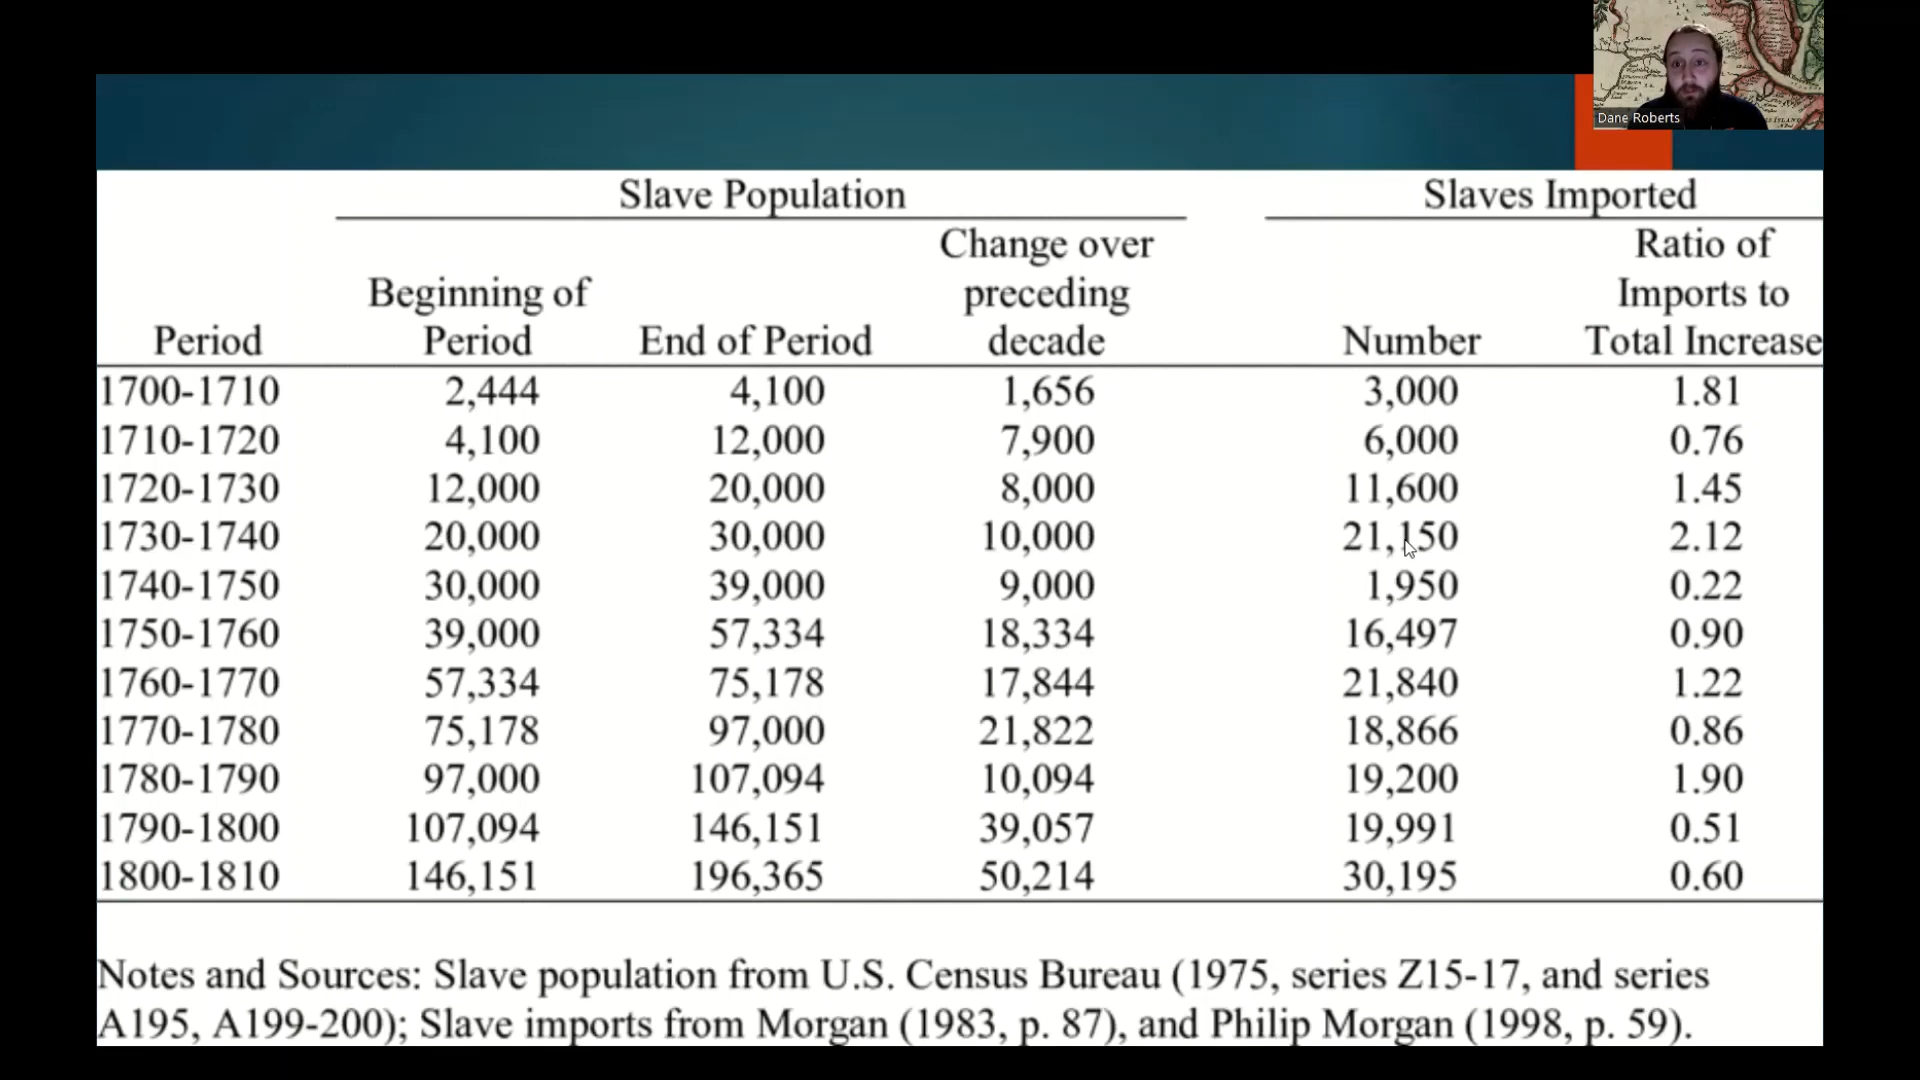 Dane Roberts
Slave Population Slaves Imported
Change over Ratio of
Beginning of preceding Imports to
Period Period End of Period decade Number Total Increase
1700-1710 2,444 4,100 1,656 3,000 1.81
1710-1720 4,100 12,000 7,900 6,000 0.76
1720-1730 12,000 20,000 8,000 11,600 1.45
1730-1740 20,000 30,000 10,000 21,150 2.12
1740-1750 30,000 39,000 9,000 1,950 0.22
1750-1760 39,000 57,334 18,334 16,497 0.90
1760-1770 57,334 75,178 17,844 21,840 1.22
1770-1780 75,178 97,000 21,822 18,866 0.86
1780-1790 97,000 107,094 10,094 19,200 1.90
1790-1800 107,094 146,151 39,057 19,991 0.51
1800-1810 146,151 196,365 50,214 30,195 0.60
Notes and Sources: Slave population from U.S. Census Bureau (1975, series Z15-17, and series
A195, A199-200); Slave imports from Morgan (1983, p. 87), and Philip Morgan (1998, p. 59).